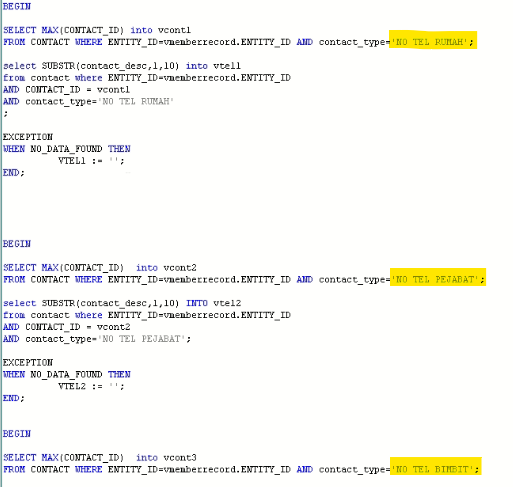 BEGIN
SELECT MAX(CONTACT_ID) into vcont1
FROM CONTACT WHERE ENTITY_ID=vmemberrecord.ENTITY_ID AND contact_type='NO TEL RUMAH';
select SUBSTR(contact_desc,1,10) into vtel1
from contact where ENTITY_ID=vmemberrecord.ENTITY_ID
AND CONTACT_ID = vcont1
AND contact_type='NO TEL RUMAH'
;
EXCEPTION
WHEN NO_DATA_FOUND THEN
VTEL1 := '';
END;
BEGIN
SELECT MAX(CONTACT_ID) into vcont2
FROM CONTACT WHERE ENTITY_ID=vmemberrecord.ENTITY_ID AND contact_type='NO TEL PEJABAT';
select SUBSTR(contact_desc,1,10) INTO vtel2
from contact where ENTITY_ID=vmemberrecord.ENTITY_ID
AND CONTACT_ID = vcont2
AND contact_type='NO TEL PEJABAT';
EXCEPTION
WHEN NO_DATA_FOUND THEN
VTEL2 := '';
END;
BEGIN
SELECT MAX(CONTACT_ID) into vcont3
FROM CONTACT WHERE ENTITY_ID=vmemberrecord.ENTITY_ID AND contact_type='NO TEL BIMBIT';